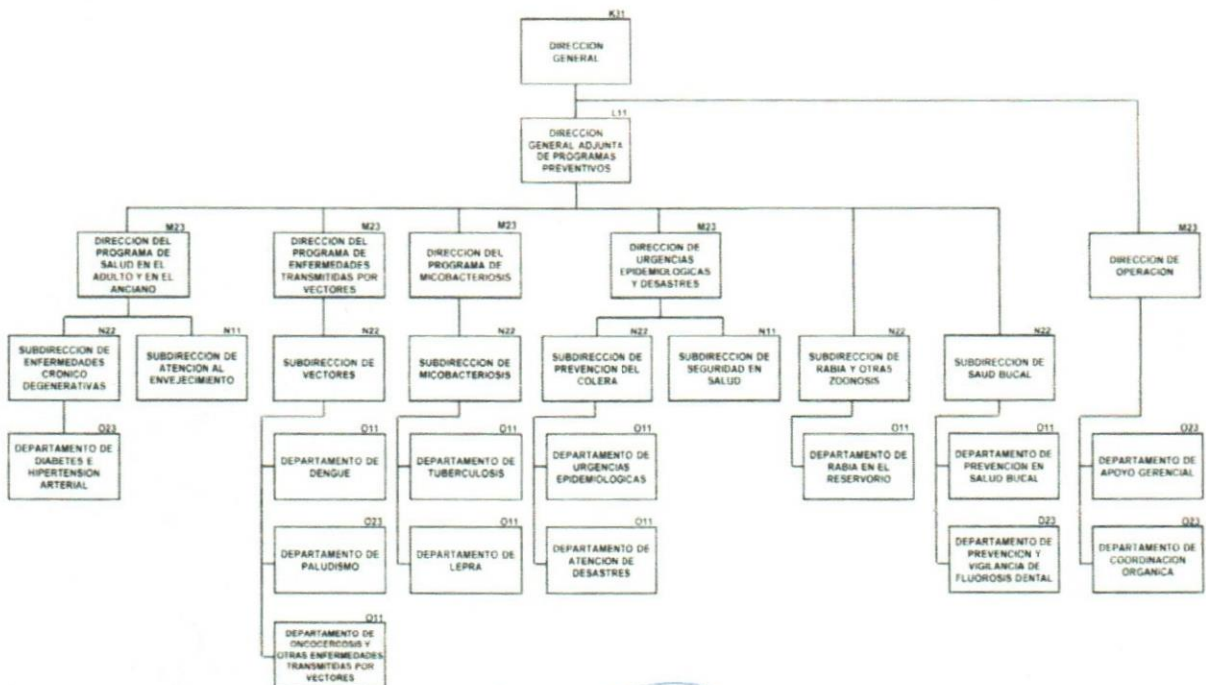 K31
DIRECCION
GENERAL
L11
DIRECCION
GENERAL ADJUNTA
DE PROGRAMAS
PREVENTIVOS
M23
DIRECCION DEL
PROGRAMA DE
SALUD EN EL
ADULTO Y EN EL
ANCIANO
M23
DIRECCION DEL
PROGRAMA DE
ENFERMEDADES
TRANSMITIDAS POR
VECTORES
M23
DIRECCION DEL
PROGRAMA DE
MICOBACTERIOSIS
M23
DIRECCION DE
URGENCIAS
EPIDEMIOLOGICAS
Y DESASTRES
M23
DIRECCION DE
OPERACION
N22
SUBDIRECCION DE
ENFERMEDADES
CRONICO
DEGENERATIVAS
N11
SUBDIRECCION DE
ATENCION AL
ENVEJECIMIENTO
N22
SUBDIRECCION DE
VECTORES
N22
SUBDIRECCION DE
MICOBACTERIOSIS
N22
SUBDIRECCION DE
PREVENCION DEL
COLERA
N11
SUBDIRECCION DE
SEGURIDAD EN
SALUD
N22
SUBDIRECCION DE
RABIA Y OTRAS
ZOONOSIS
N22
SUBDIRECCION DE
SAUD BUCAL
O23
DEPARTAMENTO DE
DIABETES E
HIPERTENSION
ARTERIAL
O11
DEPARTAMENTO DE
DENGUE
O11
DEPARTAMENTO DE
TUBERCULOSIS
O11
DEPARTAMENTO DE
URGENCIAS
EPIDEMIOLOGICAS
O11
DEPARTAMENTO DE
RABIA EN EL
RESERVORIO
O11
DEPARTAMENTO DE
PREVENCION EN
SALUD BUCAL
O23
DEPARTAMENTO DE
APOYO GERENCIAL
O23
DEPARTAMENTO DE
PALUDISMO
O11
DEPARTAMENTO DE
LEPRA
O11
DEPARTAMENTO DE
ATENCION DE
DESASTRES
O23
DEPARTAMENTO DE
PREVENCION Y
VIGILANCIA DE
FLUOROSIS DENTAL
O23
DEPARTAMENTO DE
COORDINACION
ORGANICA
O11
DEPARTAMENTO DE
ONCOCERCOSIS Y
OTRAS ENFERMEDADES
TRANSMITIDAS POR
VECTORES